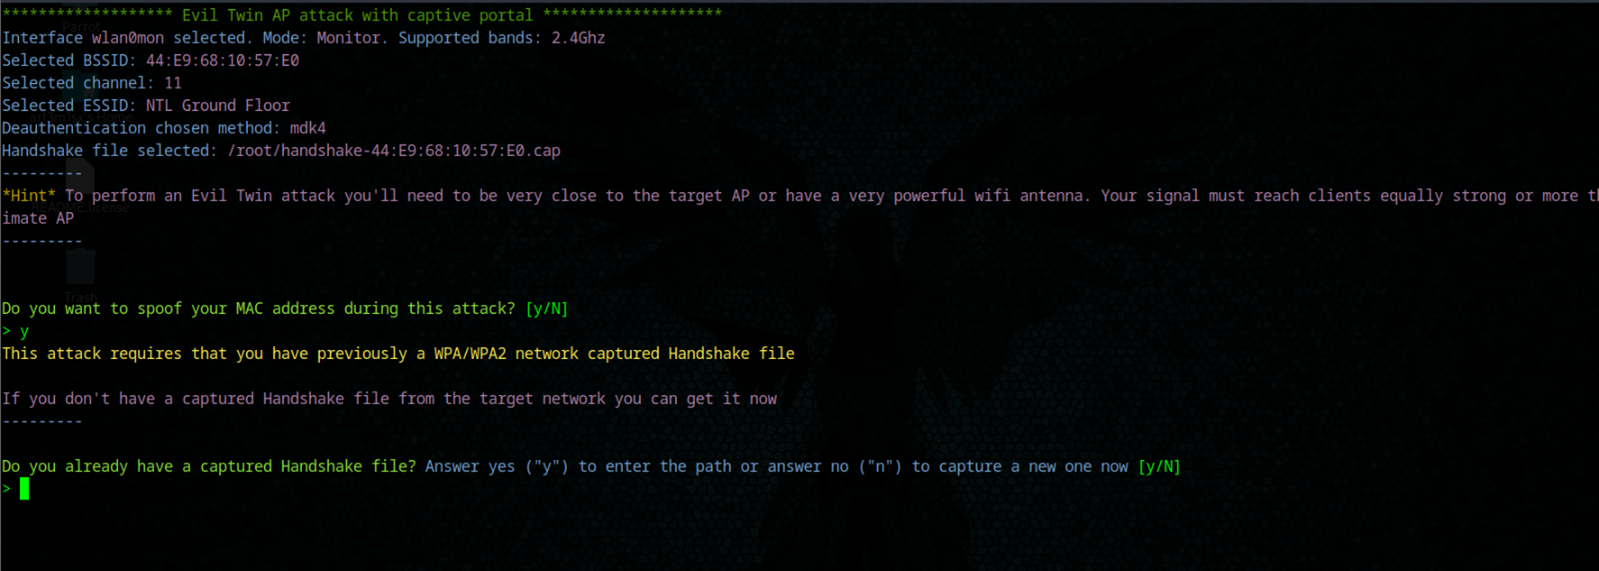 ******************* Evil Twin AP attack with captive portal ********************
Interface wlan0mon selected. Mode: Monitor. Supported bands: 2.4Ghz
Selected BSSID: 44:E9:68:10:57:E0
Selected channel: 11
Selected ESSID: NTL Ground Floor
Deauthentication chosen method: mdk4
Handshake file selected: /root/handshake-44:E9:68:10:57:E0.cap
---------
*Hint* To perform an Evil Twin attack you'll need to be very close to the target AP or have a very powerful wifi antenna. Your signal must reach clients equally strong or more th
imate AP
---------
Trash
Do you want to spoof your MAC address during this attack? [y/N]
> y
This attack requires that you have previously a WPA/WPA2 network captured Handshake file
If you don't have a captured Handshake file from the target network you can get it now
---------
Do you already have a captured Handshake file? Answer yes ("y") to enter the path or answer no ("n") to capture a new one now [y/N]
>